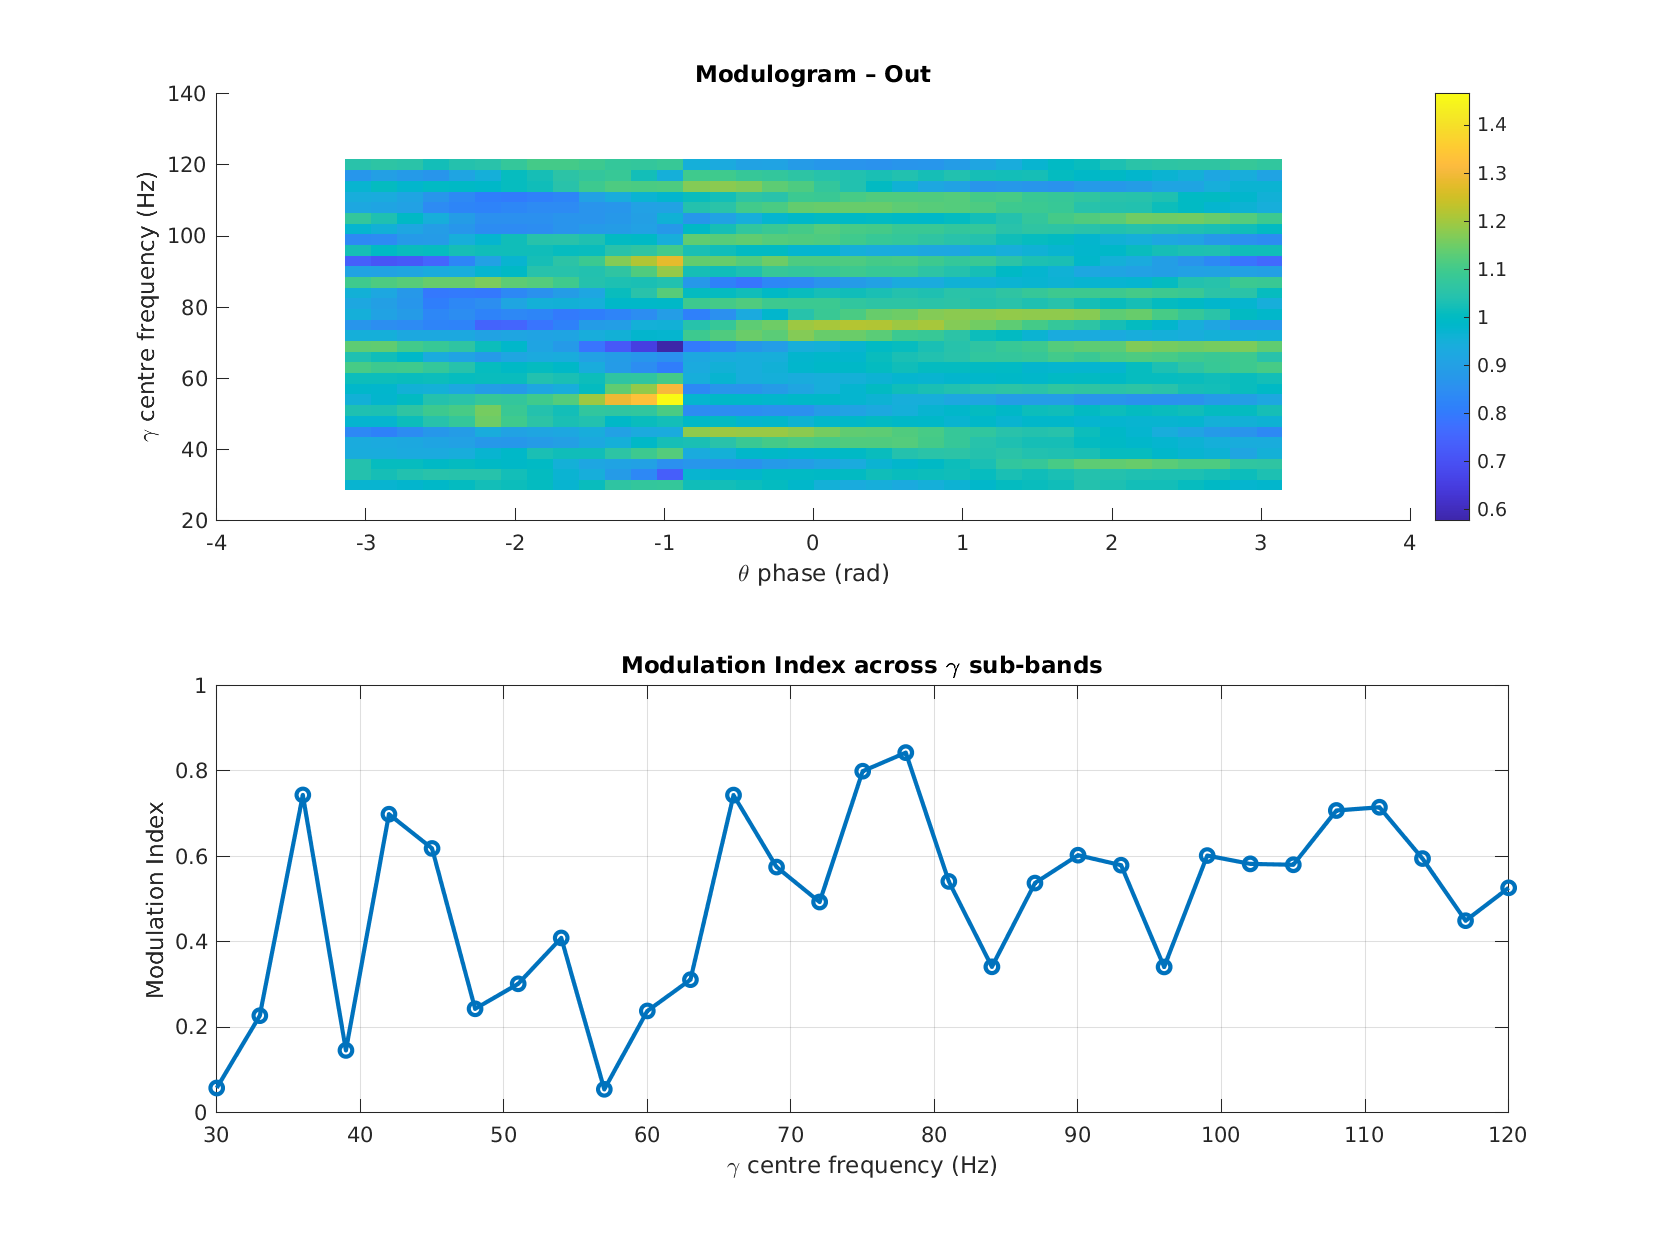 Modulogram – Out
140
120
100
80
60
40
20
γ centre frequency (Hz)
-4 -3 -2 -1 0 1 2 3 4
θ phase (rad)
1.4
1.3
1.2
1.1
1
0.9
0.8
0.7
0.6
Modulation Index across γ sub-bands
1
0.8
0.6
0.4
0.2
0
Modulation Index
30 40 50 60 70 80 90 100 110 120
γ centre frequency (Hz)